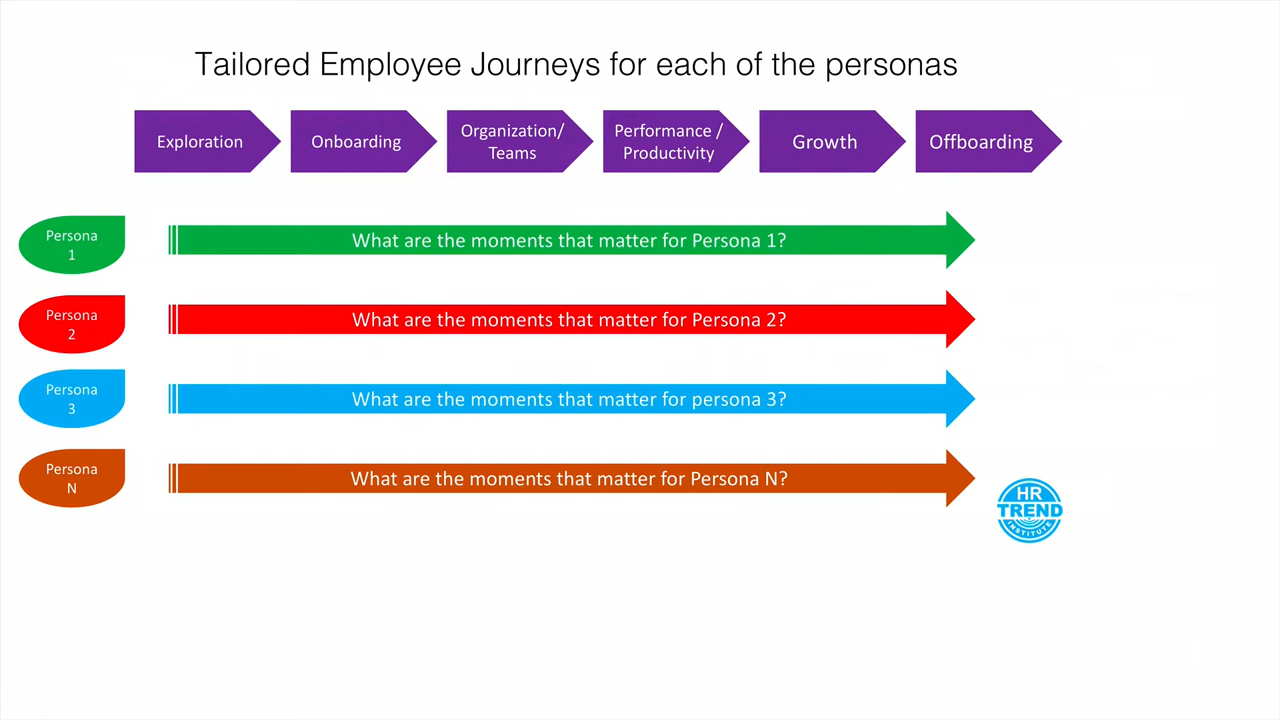 Tailored Employee Journeys for each of the personas
Exploration
Onboarding
Organization/
Teams
Performance /
Productivity
Growth
Offboarding
Persona
1
What are the moments that matter for Persona 1?
Persona
2
What are the moments that matter for Persona 2?
Persona
3
What are the moments that matter for persona 3?
Persona
N
What are the moments that matter for Persona N?
HR
TREND
INSTITUTE